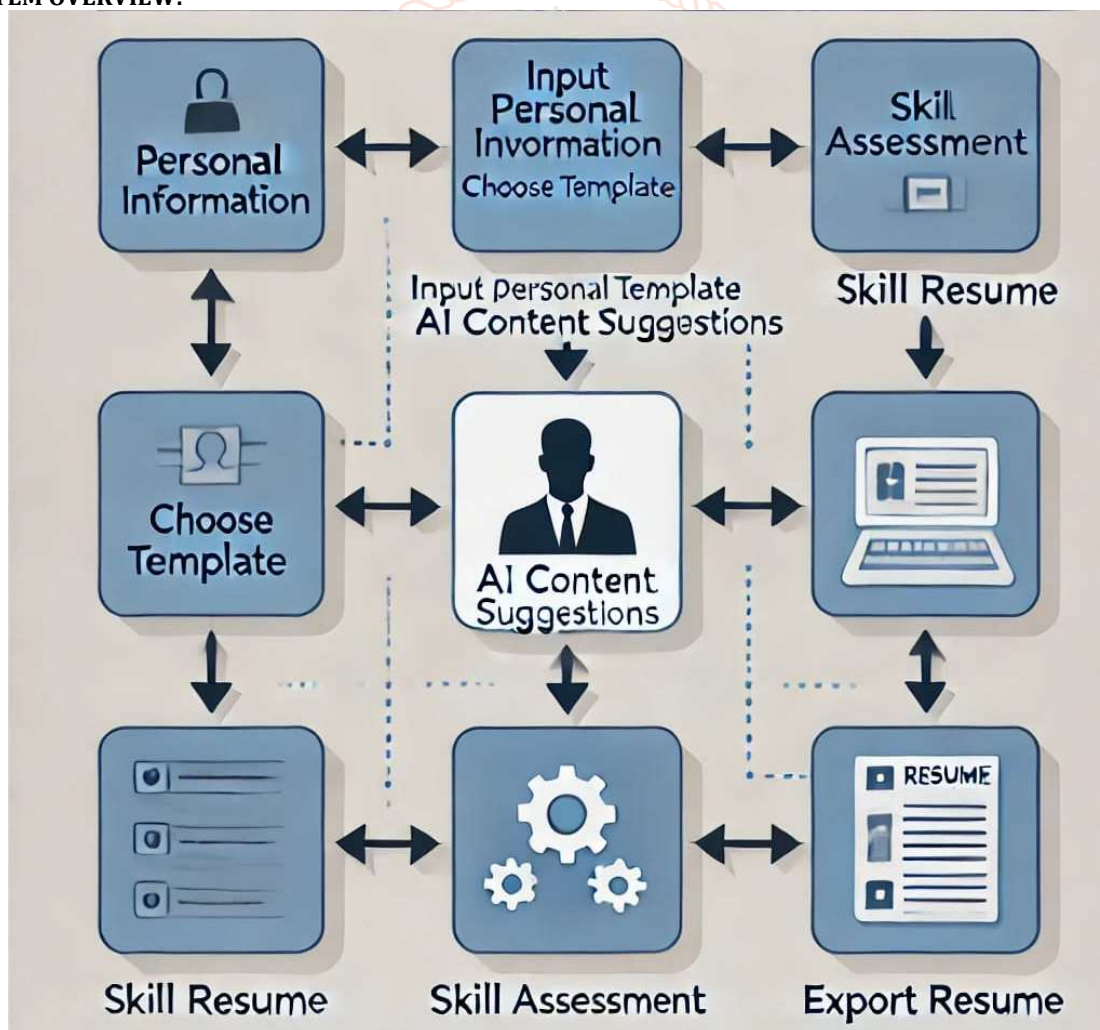 TEM OVERVIEW:
Personal
Information
Input
Personal
Invormation
Choose Template
Skill
Assessment
Input personal Template
AI Content Suggestions
Skill Resume
Choose
Template
AI Content
Suggestions
RESUME
Skill Resume
Skill Assessment
Export Resume